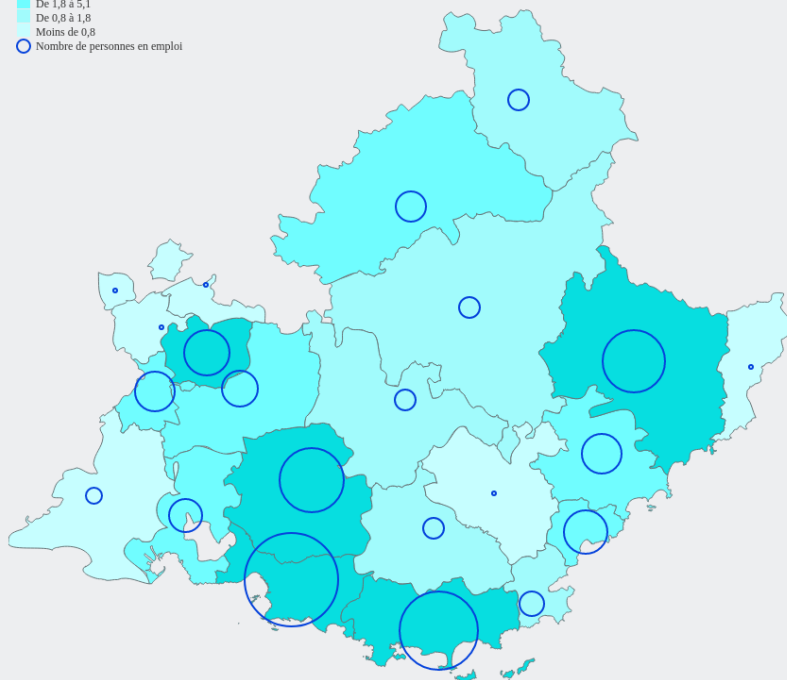 De 1,8 à 5,1
De 0,8 à 1,8
Moins de 0,8
Nombre de personnes en emploi